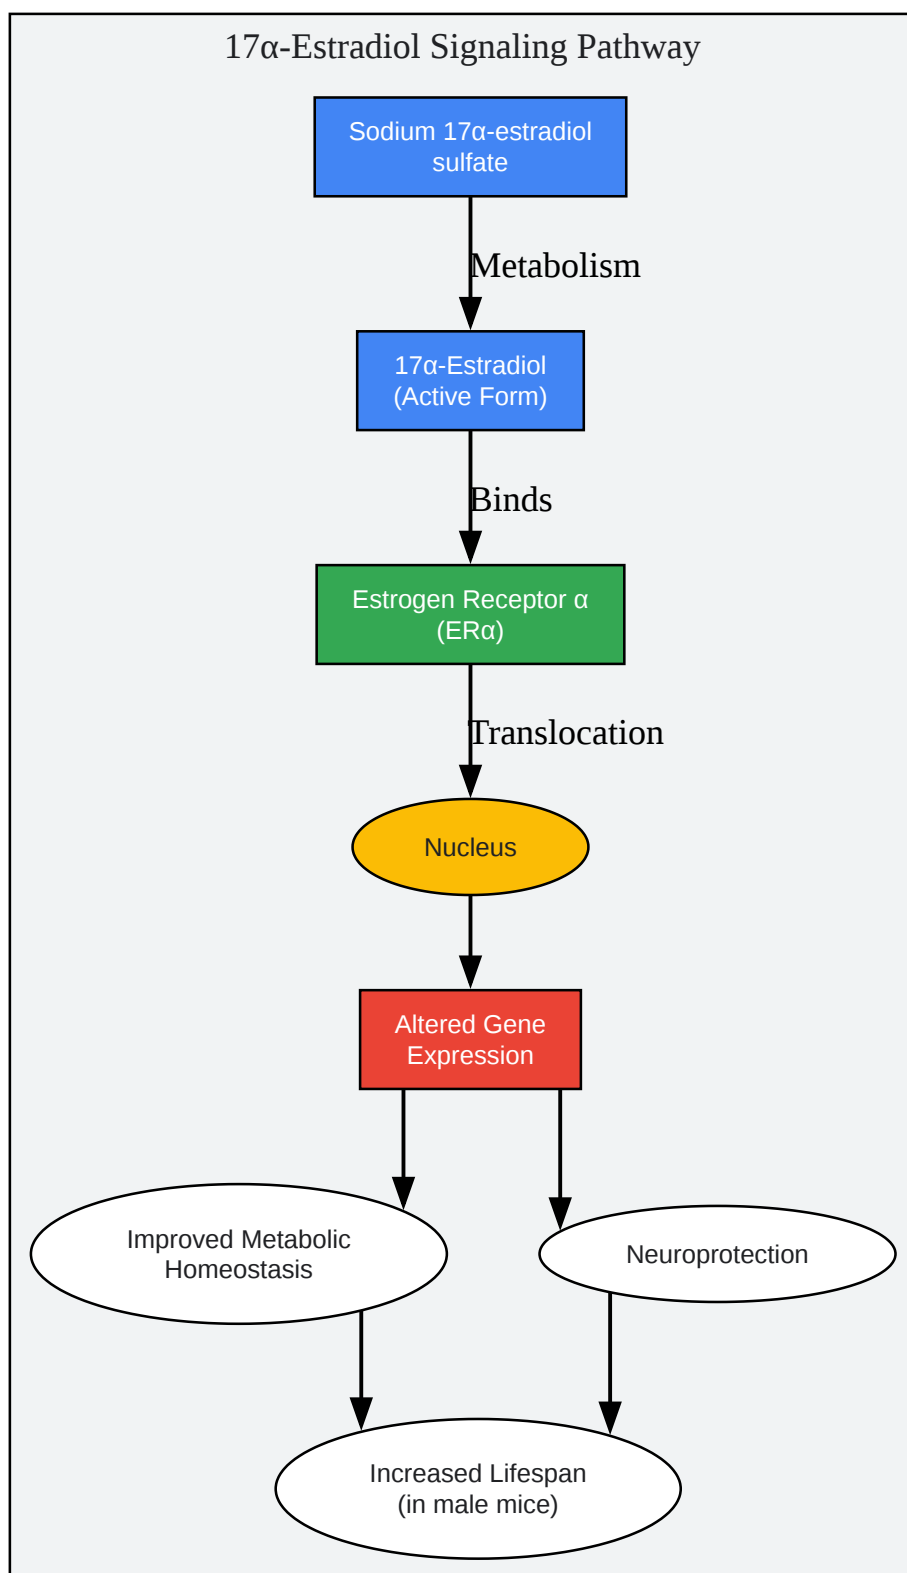 17α-Estradiol Signaling Pathway
Sodium 17α-estradiol
sulfate
Metabolism
17α-Estradiol
(Active Form)
Binds
Estrogen Receptor α
(ERα)
Translocation
Nucleus
Altered Gene
Expression
Improved Metabolic
Homeostasis
Neuroprotection
Increased Lifespan
(in male mice)